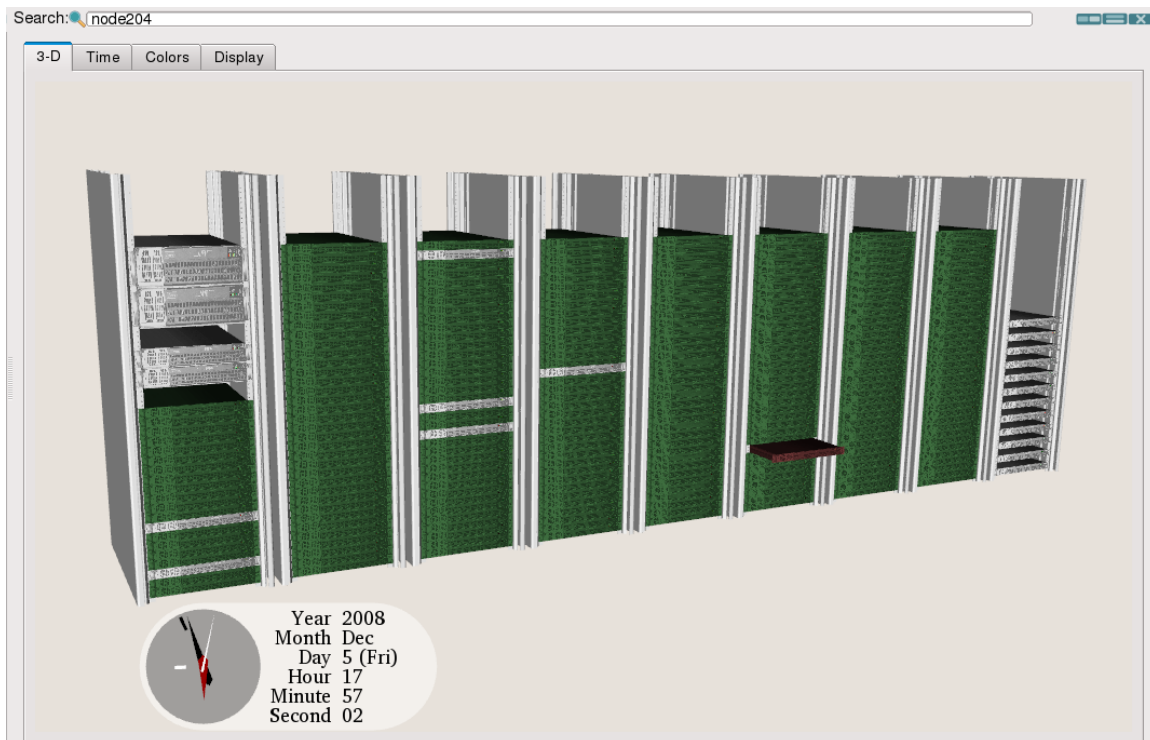 Search: node204
3-D Time Colors Display
Year 2008
Month Dec
Day 5 (Fri)
Hour 17
Minute 57
Second 02